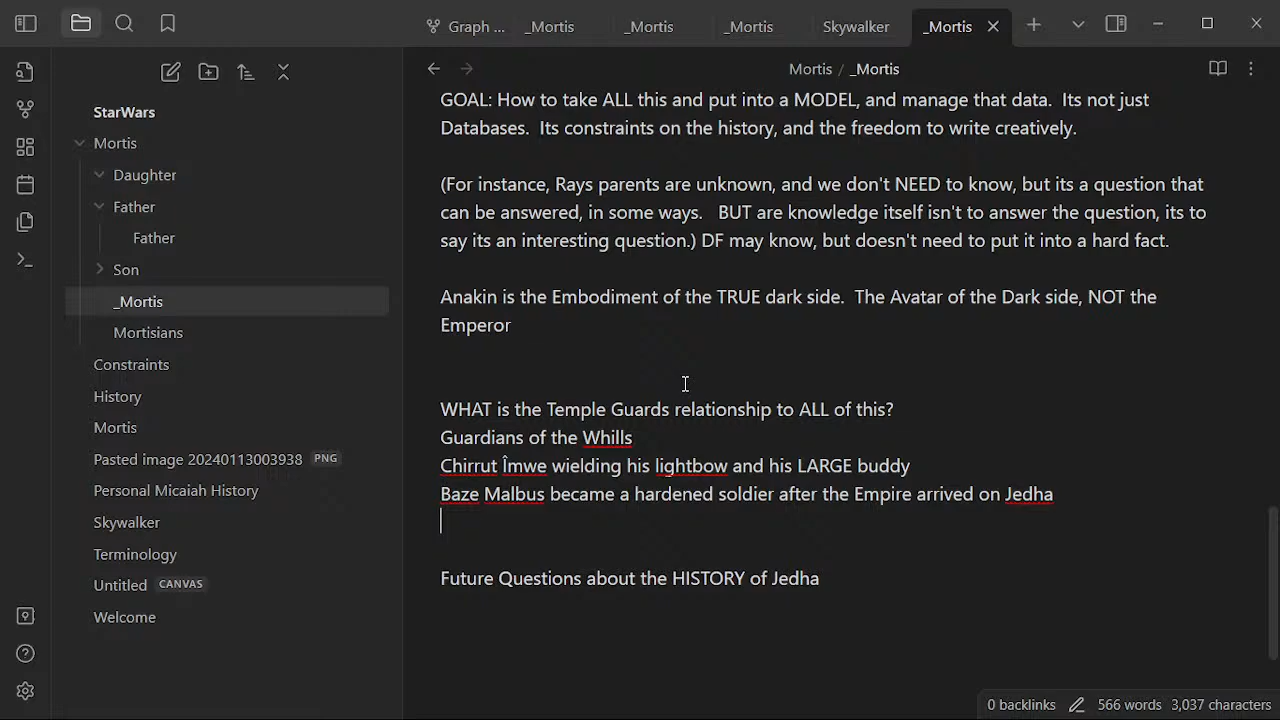 Graph ...
_Mortis
_Mortis
_Mortis
Skywalker
_Mortis
Mortis / _Mortis
StarWars
Mortis
Daughter
Father
Father
Son
_Mortis
Mortisians
Constraints
History
Mortis
Pasted image 20240113003938 PNG
Personal Micaiah History
Skywalker
Terminology
Untitled CANVAS
Welcome
GOAL: How to take ALL this and put into a MODEL, and manage that data.  Its not just
Databases.  Its constraints on the history, and the freedom to write creatively.
(For instance, Rays parents are unknown, and we don't NEED to know, but its a question that
can be answered, in some ways.   BUT are knowledge itself isn't to answer the question, its to
say its an interesting question.) DF may know, but doesn't need to put it into a hard fact.
Anakin is the Embodiment of the TRUE dark side.  The Avatar of the Dark side, NOT the
Emperor
WHAT is the Temple Guards relationship to ALL of this?
Guardians of the Whills
Chirrut Îmwe wielding his lightbow and his LARGE buddy
Baze Malbus became a hardened soldier after the Empire arrived on Jedha
Future Questions about the HISTORY of Jedha
0 backlinks
566 words
3,037 characters